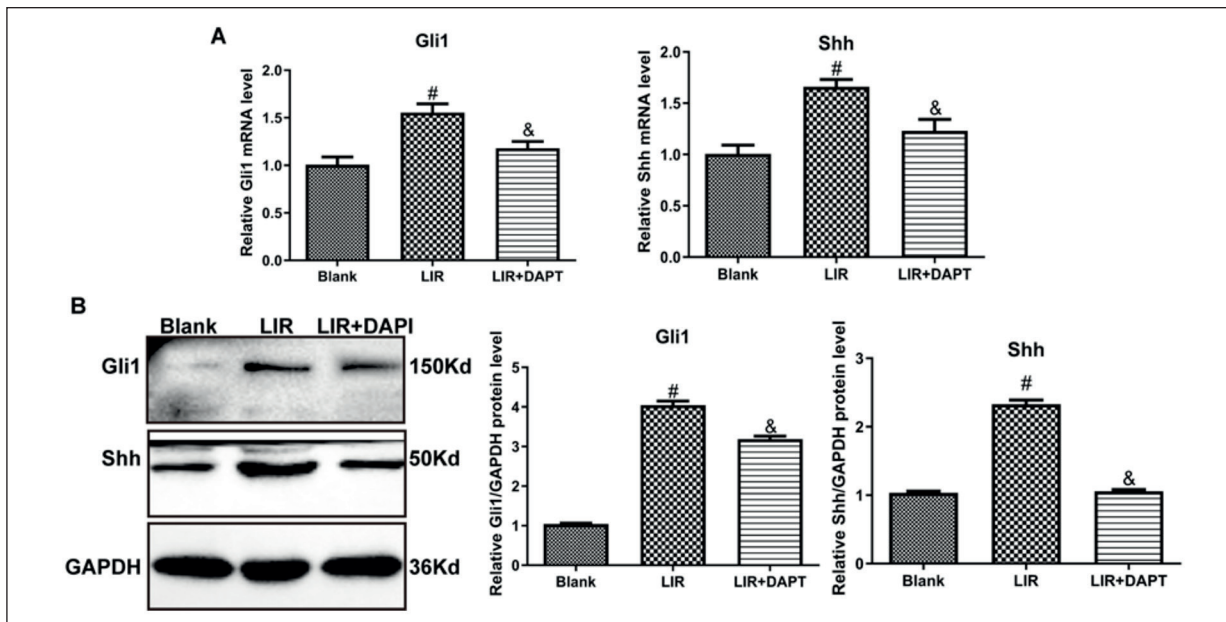 A
Gli1
Relative Gli1 mRNA level
2.0
1.5
1.0
0.5
0.0
#
&
Blank LIR LIR+DAPT
Shh
Relative Shh mRNA level
2.0
1.5
1.0
0.5
0.0
#
&
Blank LIR LIR+DAPT
B
Blank LIR LIR+DAPI
Gli1 150Kd
Shh 50Kd
GAPDH 36Kd
Gli1
Relative Gli1/GAPDH protein level
5
4
3
2
1
0
#
&
Blank LIR LIR+DAPT
Shh
Relative Shh/GAPDH protein level
3
2
1
0
#
&
Blank LIR LIR+DAPT